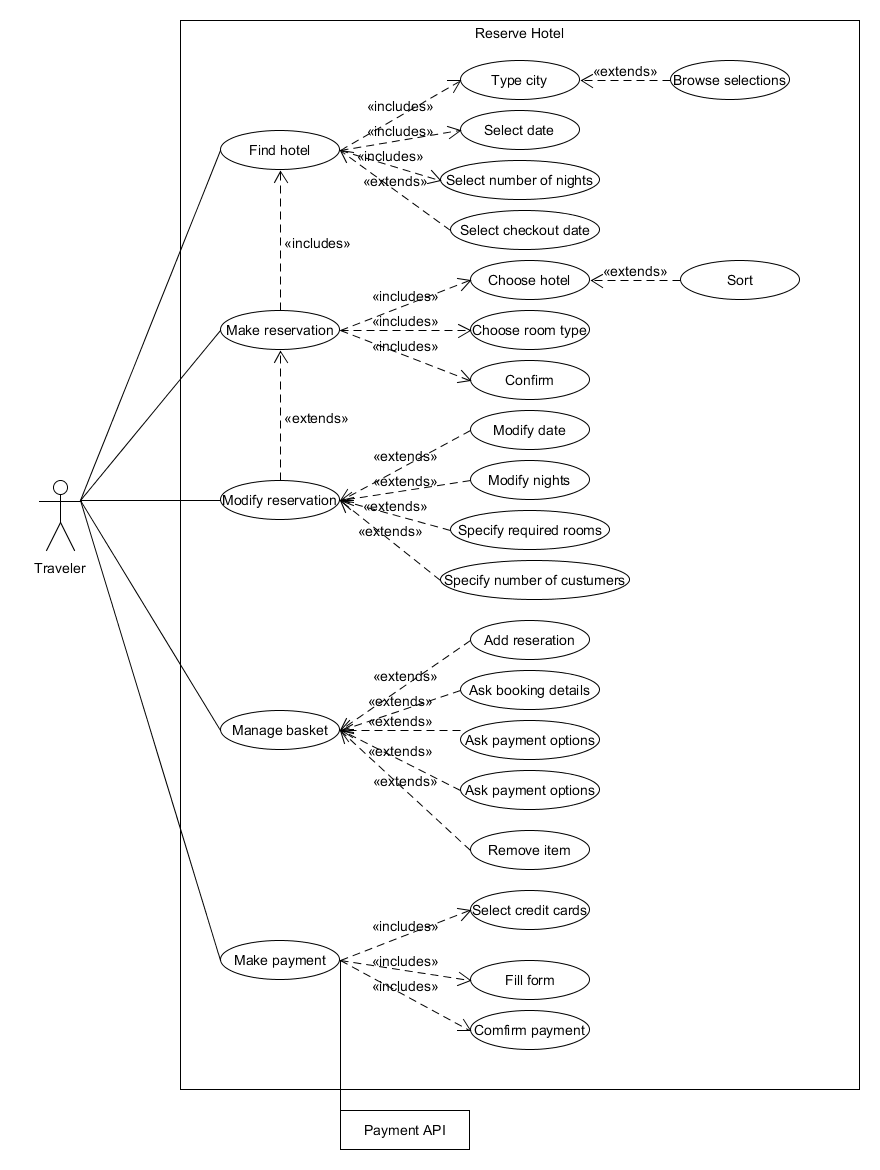 Reserve Hotel
Type city
«extends»
Browse selections
«includes»
Select date
«includes»
Find hotel
«includes»
Select number of nights
«extends»
Select checkout date
«includes»
Choose hotel
«extends»
Sort
«includes»
Make reservation
«includes»
Choose room type
«includes»
Confirm
«extends»
Modify date
«extends»
Modify nights
«extends»
Modify reservation
«extends»
Specify required rooms
«extends»
Specify number of custumers
Traveler
Add reseration
«extends»
Ask booking details
«extends»
Manage basket
«extends»
Ask payment options
«extends»
Ask payment options
«extends»
Remove item
Select credit cards
«includes»
Make payment
«includes»
Fill form
«includes»
Comfirm payment
Payment API